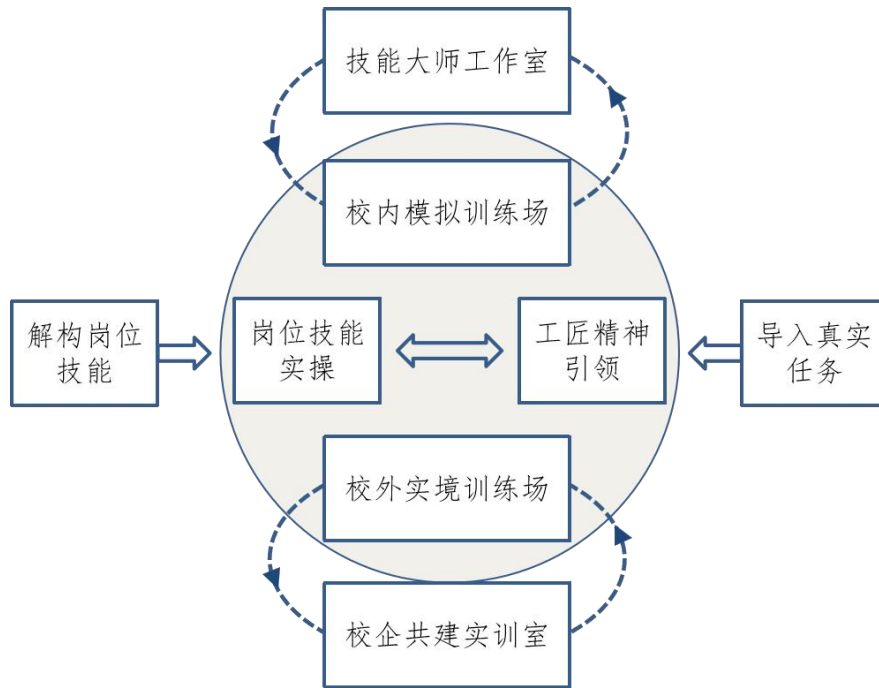 技能大师工作室
校内模拟训练场
解构岗位
技能
岗位技能
实操
工匠精神
引领
导入真实
任务
校外实境训练场
校企共建实训室